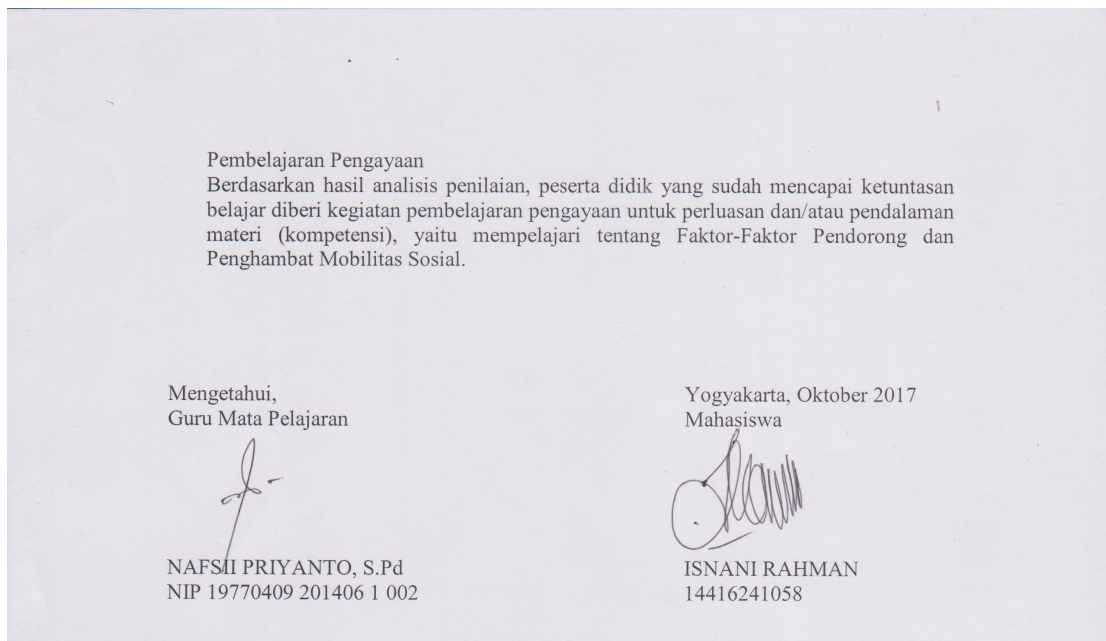 Pembelajaran Pengayaan
Berdasarkan hasil analisis penilaian, peserta didik yang sudah mencapai ketuntasan
belajar diberi kegiatan pembelajaran pengayaan untuk perluasan dan/atau pendalaman
materi (kompetensi), yaitu mempelajari tentang Faktor-Faktor Pendorong dan
Penghambat Mobilitas Sosial.
Mengetahui,
Guru Mata Pelajaran
NAFSII PRIYANTO, S.Pd
NIP 19770409 201406 1 002
Yogyakarta, Oktober 2017
Mahasiswa
ISNANI RAHMAN
14416241058